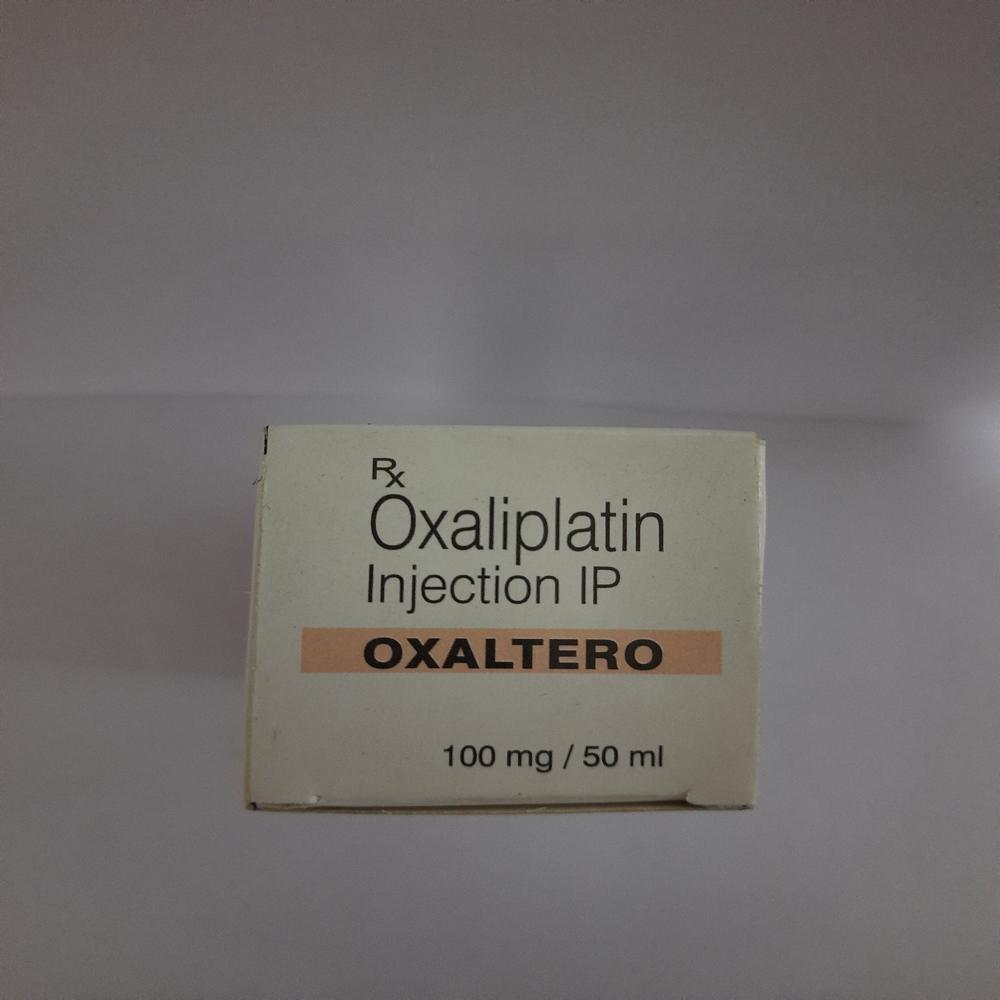 Rx
Oxaliplatin
Injection IP
OXALTERO
100 mg / 50 ml